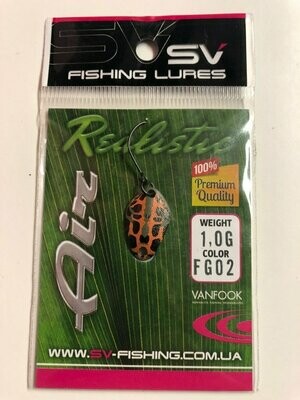 SV
SV
FISHING LURES
Realistic
100%
Premium
Quality
Air
WEIGHT
1,0G
COLOR
FG02
VANFOOK
WWW.SV-FISHING.COM.UA